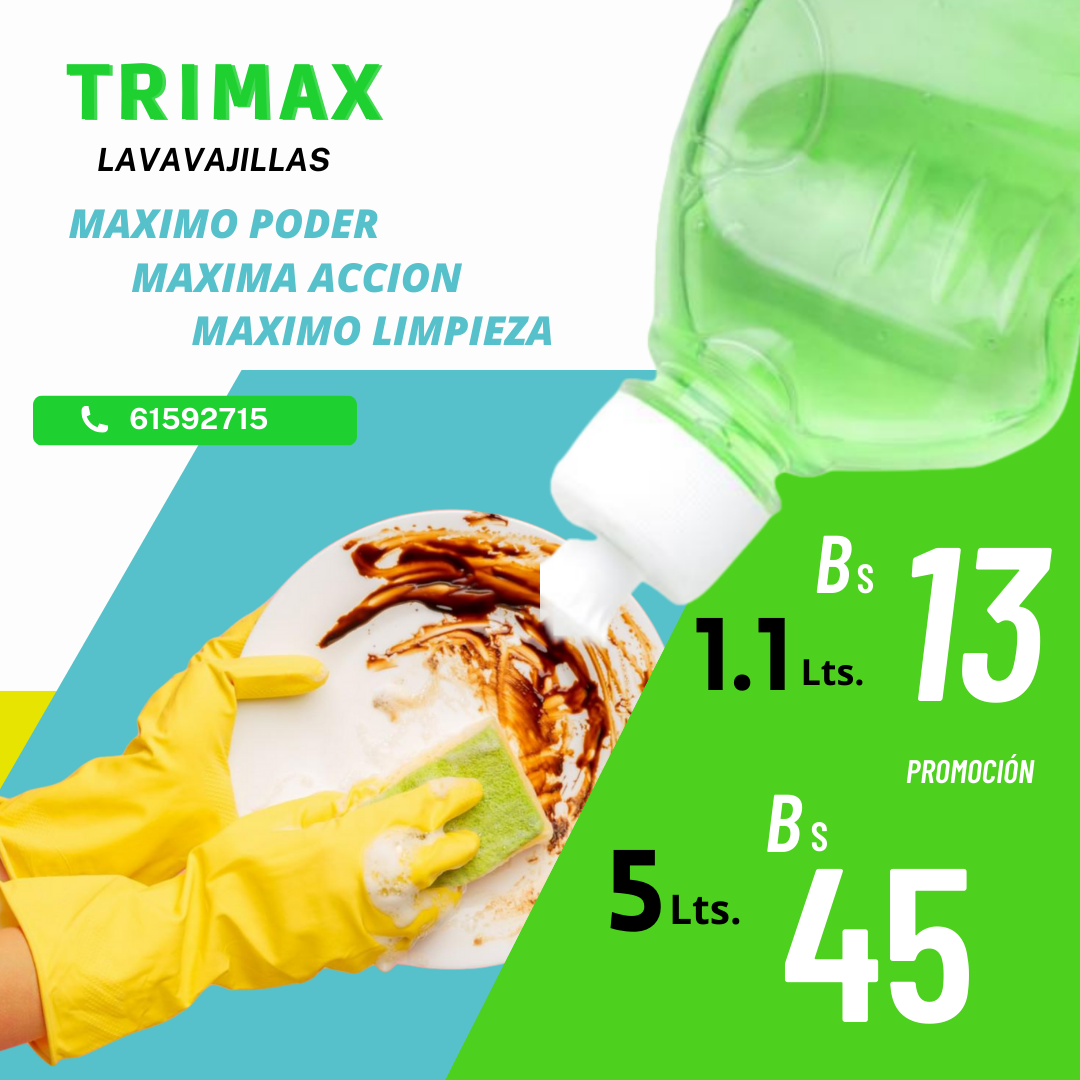 TRIMAX
LAVAVAJILLAS
MAXIMO PODER
MAXIMA ACCION
MAXIMO LIMPIEZA
61592715
Bs 13
1.1 Lts.
PROMOCIÓN
Bs
5 Lts.
45